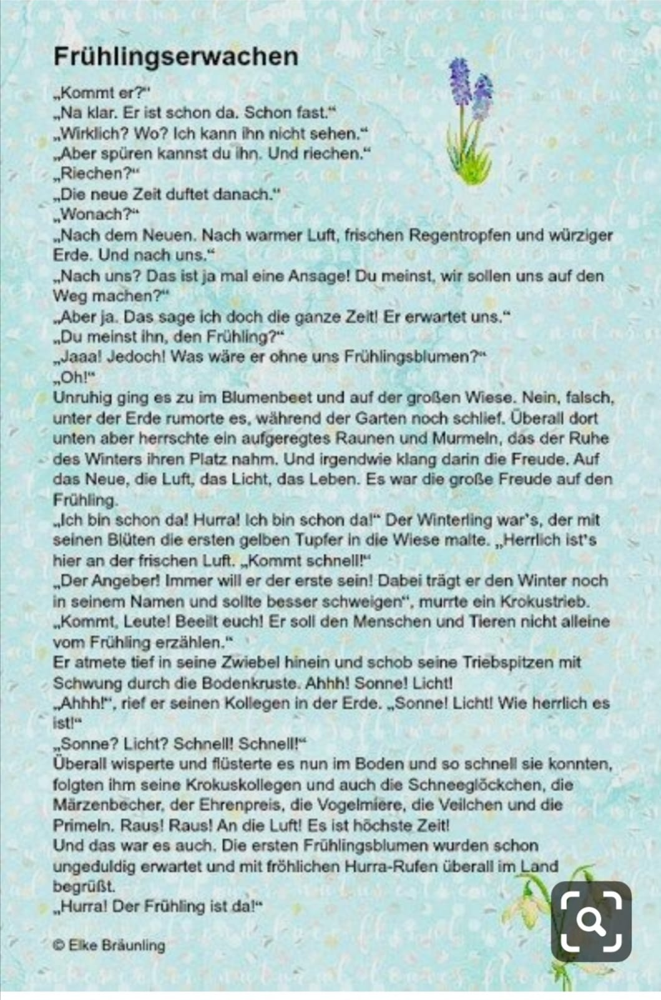 Frühlingserwachen
„Kommt er?“
„Na klar. Er ist schon da. Schon fast.“
„Wirklich? Wo? Ich kann ihn nicht sehen.“
„Aber spüren kannst du ihn. Und riechen.“
„Riechen?“
„Die neue Zeit duftet danach.“
„Wonach?“
„Nach dem Neuen. Nach warmer Luft, frischen Regentropfen und würziger
Erde. Und nach uns.“
„Nach uns? Das ist ja mal eine Ansage! Du meinst, wir sollen uns auf den
Weg machen?“
„Aber ja. Das sage ich doch die ganze Zeit! Er erwartet uns.“
„Du meinst ihn, den Frühling?“
„Jaaa! Jedoch! Was wäre er ohne uns Frühlingsblumen?“
„Oh!“
Unruhig ging es zu im Blumenbeet und auf der großen Wiese. Nein, falsch,
unter der Erde rumorte es, während der Garten noch schlief. Überall dort
unten aber herrschte ein aufgeregtes Raunen und Murmeln, das der Ruhe
des Winters ihren Platz nahm. Und irgendwie klang darin die Freude. Auf
das Neue, die Luft, das Licht, das Leben. Es war die große Freude auf den
Frühling.
„Ich bin schon da! Hurra! Ich bin schon da!“ Der Winterling war's, der mit
seinen Blüten die ersten gelben Tupfer in die Wiese malte. „Herrlich ist's
hier an der frischen Luft. „Kommt schnell!“
„Der Angeber! Immer will er der erste sein! Dabei trägt er den Winter noch
in seinem Namen und sollte besser schweigen“, murrte ein Krokustrieb.
„Kommt, Leute! Beeilt euch! Er soll den Menschen und Tieren nicht alleine
vom Frühling erzählen.“
Er atmete tief in seine Zwiebel hinein und schob seine Triebspitzen mit
Schwung durch die Bodenkruste. Ahhh! Sonne! Licht!
„Ahhh!“, rief er seinen Kollegen in der Erde. „Sonne! Licht! Wie herrlich es
ist!“
„Sonne? Licht? Schnell! Schnell!“
Überall wisperte und flüsterte es nun im Boden und so schnell sie konnten,
folgten ihm seine Krokuskollegen und auch die Schneeglöckchen, die
Märzenbecher, der Ehrenpreis, die Vogelmiere, die Veilchen und die
Primeln. Raus! Raus! An die Luft! Es ist höchste Zeit!
Und das war es auch. Die ersten Frühlingsblumen wurden schon
ungeduldig erwartet und mit fröhlichen Hurra-Rufen überall im Land
begrüßt.
„Hurra! Der Frühling ist da!“
© Elke Bräunling